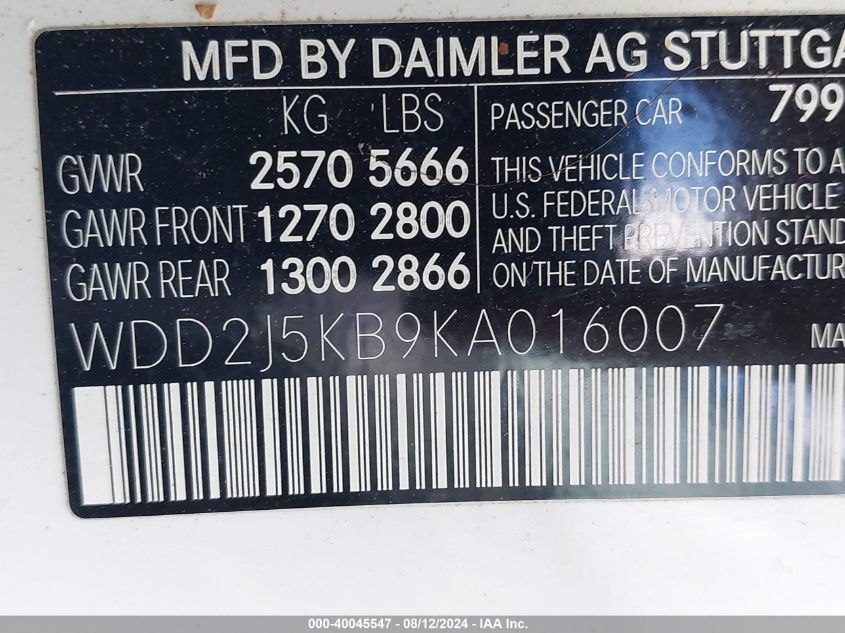 MFD BY DAIMLER AG STUTTGA
KG LBS
GVWR 2570 5666
GAWR FRONT 1270 2800
GAWR REAR 1300 2866
PASSENGER CAR 799
THIS VEHICLE CONFORMS TO A
U.S. FEDERAL MOTOR VEHICLE
AND THEFT PREVENTION STAND
ON THE DATE OF MANUFACTUR
WDD2J5KB9KA016007 MA
000-40045547 - 08/12/2024 - IAA Inc.